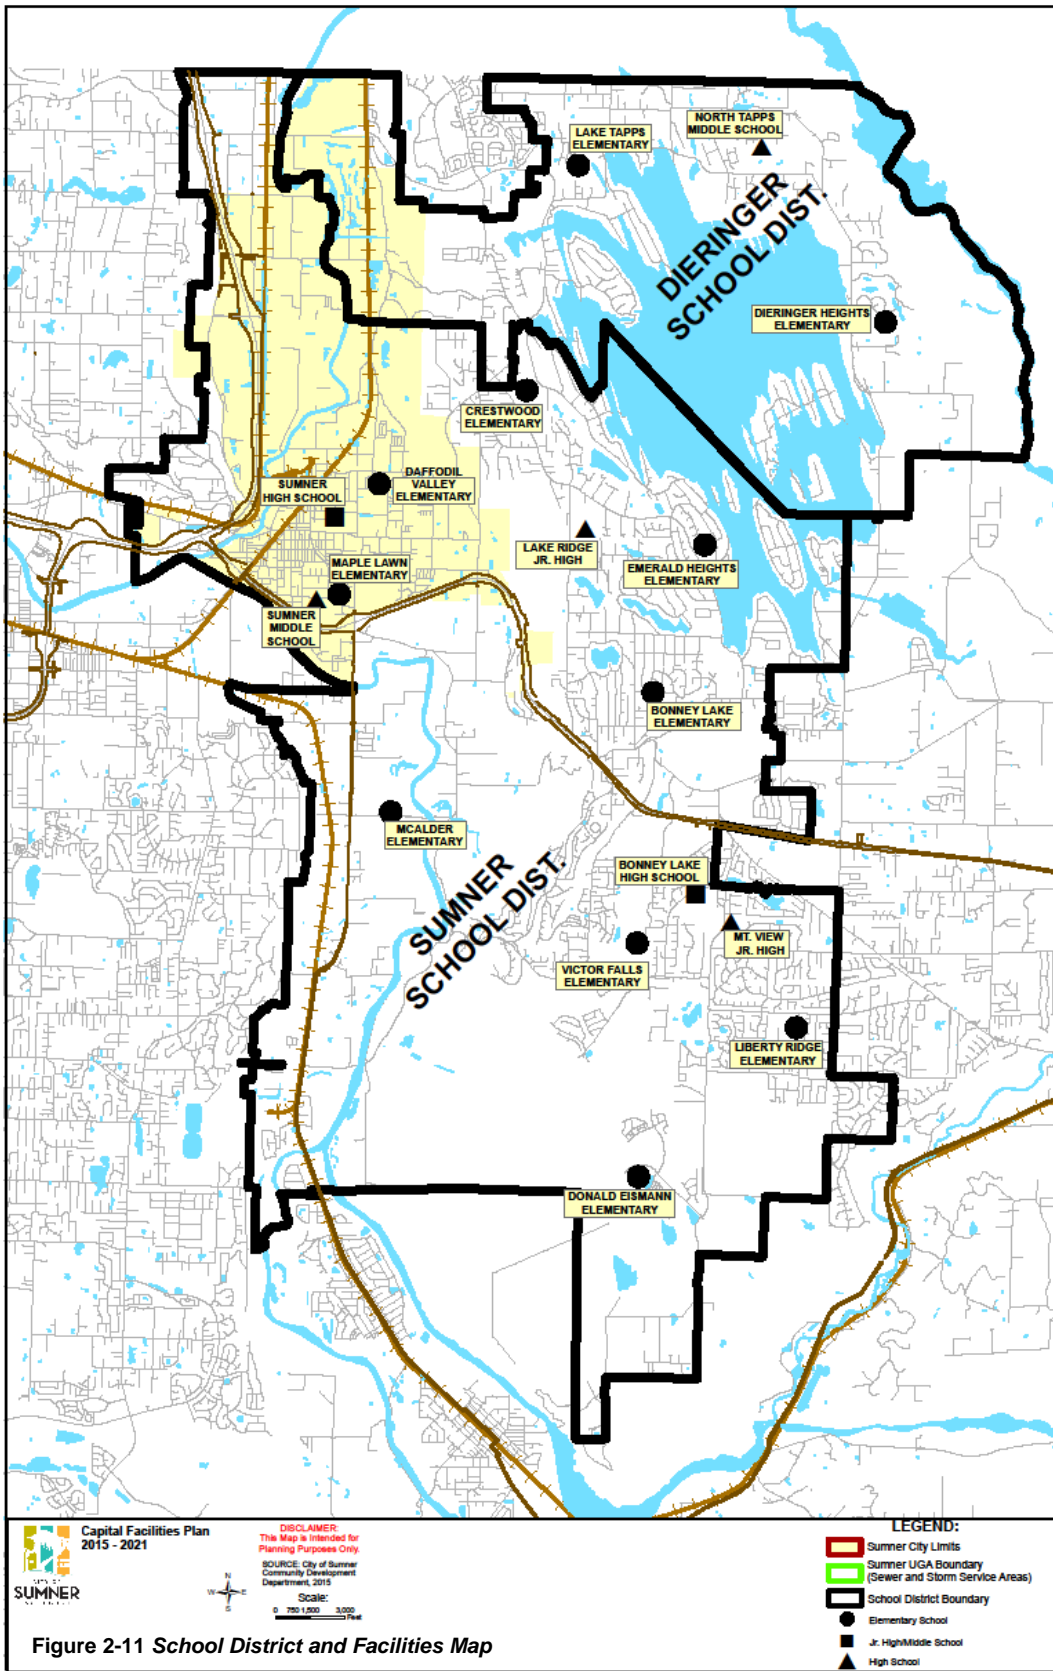 NORTH TAPPS
MIDDLE SCHOOL
LAKE TAPPS
ELEMENTARY
DIERINGER
SCHOOL DIST.
DIERINGER HEIGHTS
ELEMENTARY
CRESTWOOD
ELEMENTARY
DAFFODIL
VALLEY
ELEMENTARY
SUMNER
HIGH SCHOOL
LAKE RIDGE
JR. HIGH
EMERALD HEIGHTS
ELEMENTARY
MAPLE LAWN
ELEMENTARY
SUMNER
MIDDLE
SCHOOL
BONNEY LAKE
ELEMENTARY
MCALDER
ELEMENTARY
SUMNER
SCHOOL DIST.
BONNEY LAKE
HIGH SCHOOL
MT. VIEW
JR. HIGH
VICTOR FALLS
ELEMENTARY
LIBERTY RIDGE
ELEMENTARY
DONALD EISMANN
ELEMENTARY
SUMNER
Capital Facilities Plan
2015 - 2021
DISCLAIMER:
This Map is Intended for
Planning Purposes Only.
SOURCE: City of Sumner
Community Development
Department, 2015
N
W E
S
Scale:
0 750 1,500 3,000
Feet
LEGEND:
Sumner City Limits
Sumner UGA Boundary
(Sewer and Storm Service Areas)
School District Boundary
Elementary School
Jr. High/Middle School
High School
Figure 2-11 School District and Facilities Map